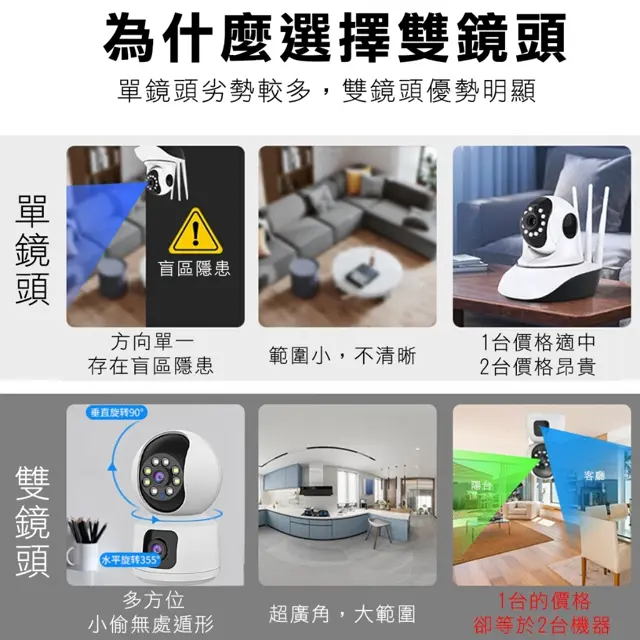 為什麼選擇雙鏡頭
單鏡頭劣勢較多，雙鏡頭優勢明顯
單鏡頭
盲區隱患
方向單一
存在盲區隱患
範圍小，不清晰
1台價格適中
2台價格昂貴
雙鏡頭
垂直旋转90°
水平旋转355°
多方位
小偷無處遁形
超廣角，大範圍
陽台
客廳
1台的價格
卻等於2台機器